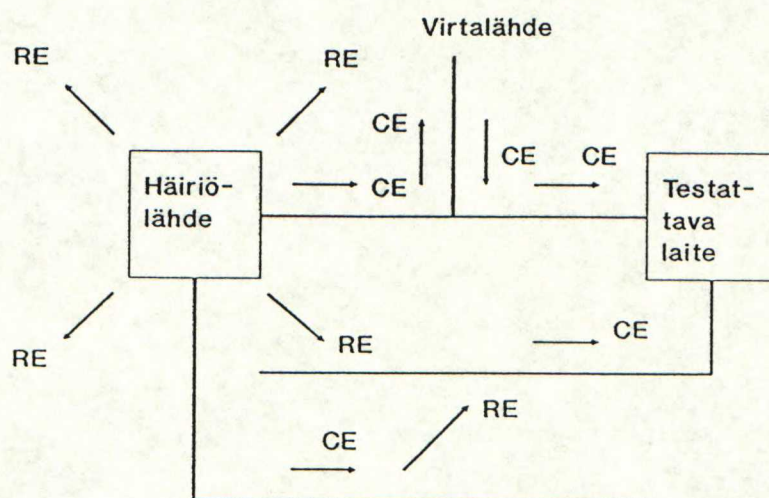 Virtalähde
RE
RE
CE
CE
CE
CE
Häiriö-
lähde
Testat-
tava
laite
RE
RE
CE
RE
CE